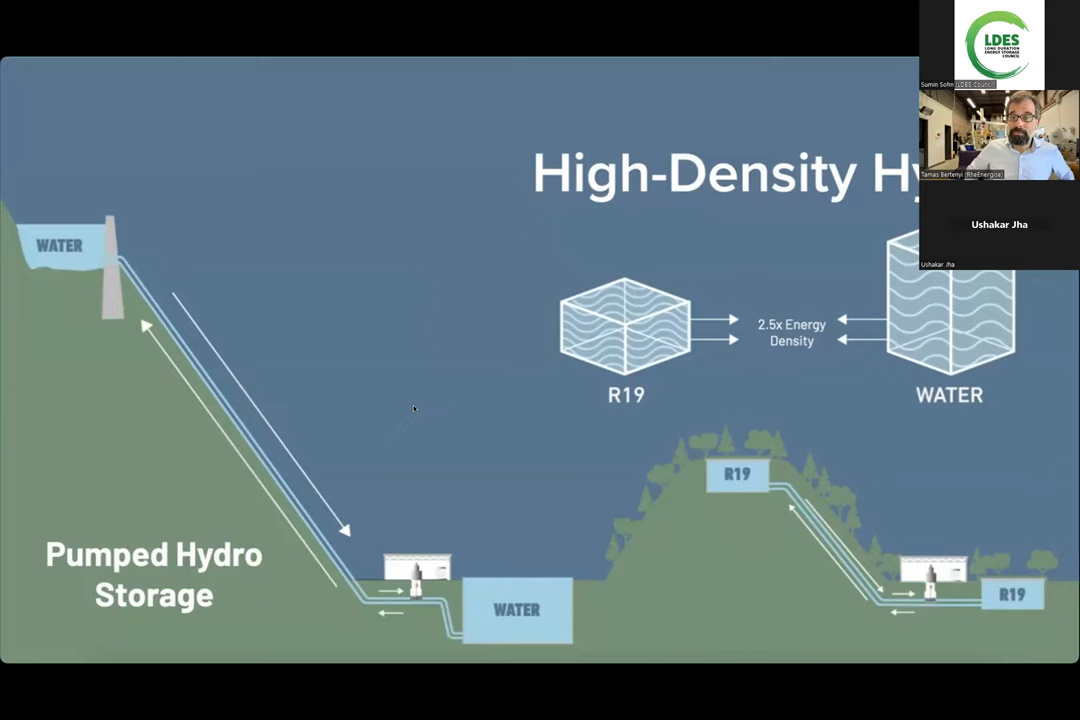 LDES
LONG DURATION
ENERGY STORAGE
COUNCIL
Sumin Sohn (LDES Council)
Tamas Bertenyi (RheEnergise)
Ushakar Jha
Ushakar Jha
High-Density Hy
WATER
2.5x Energy
Density
R19
WATER
R19
Pumped Hydro
Storage
WATER
R19